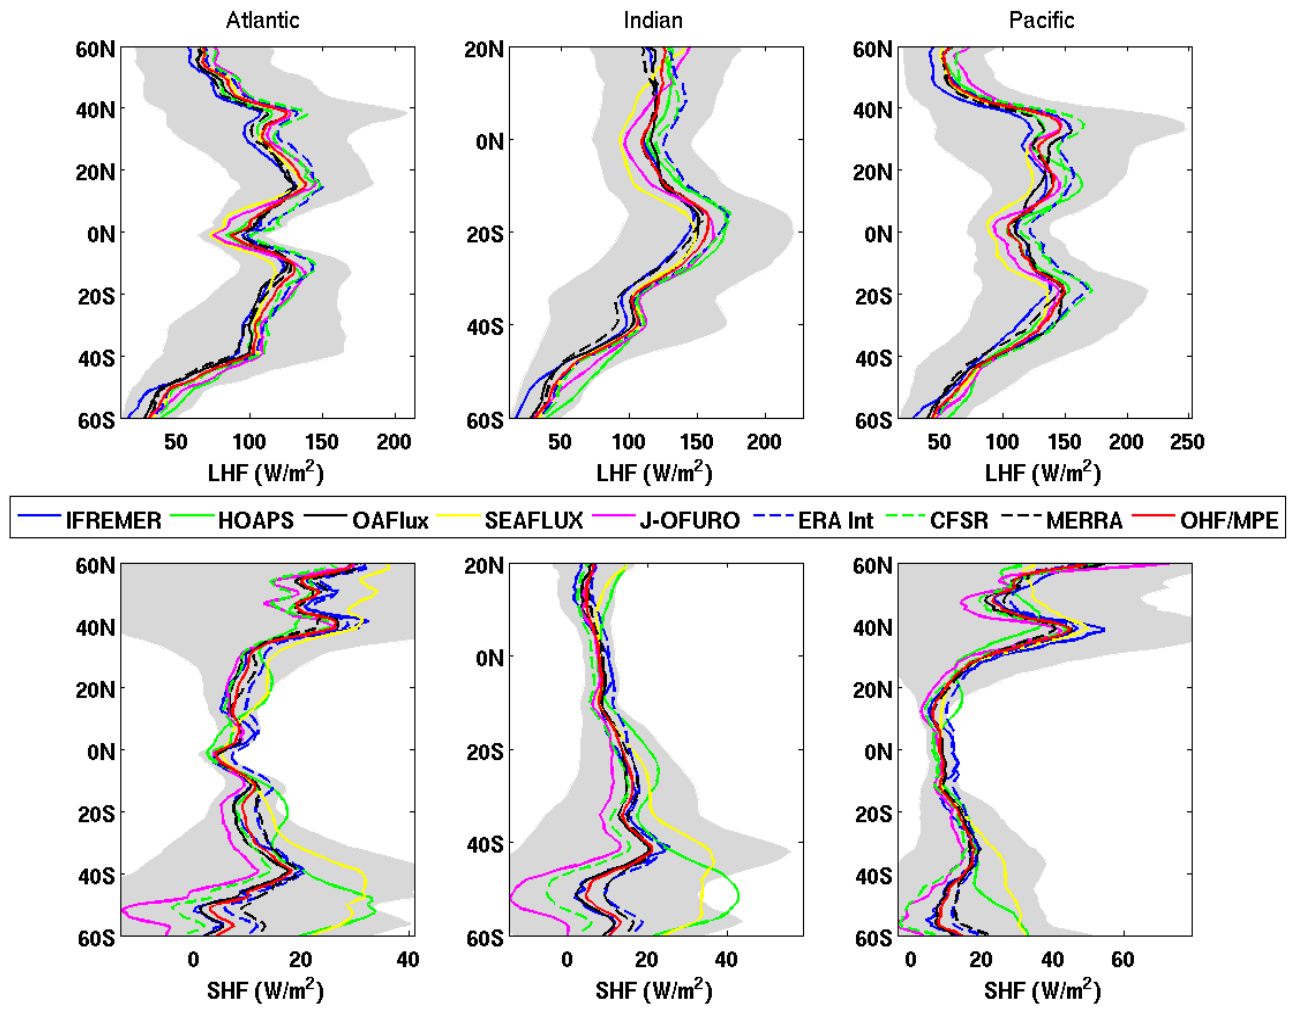 Atlantic Indian Pacific
60N 20N 60N
40N 40N
0N
20N 20N
0N 20S 0N
20S 20S
40S
40S 40S
60S 60S 60S
50 100 150 200 50 100 150 200 50 100 150 200 250
LHF (W/m²) LHF (W/m²) LHF (W/m²)
IFREMER HOAPS OAFlux SEAFLUX J-OFURO ERA Int CFSR MERRA OHF/MPE
60N 20N 60N
40N 40N
0N
20N 20N
0N 20S 0N
20S 20S
40S
40S 40S
60S 60S 60S
0 20 40 0 20 40 0 20 40 60
SHF (W/m²) SHF (W/m²) SHF (W/m²)